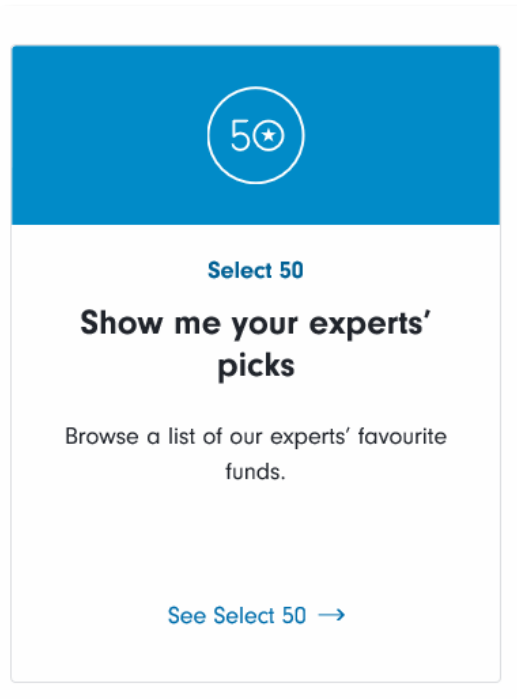 50
Select 50
Show me your experts’
picks
Browse a list of our experts’ favourite
funds.
See Select 50 →